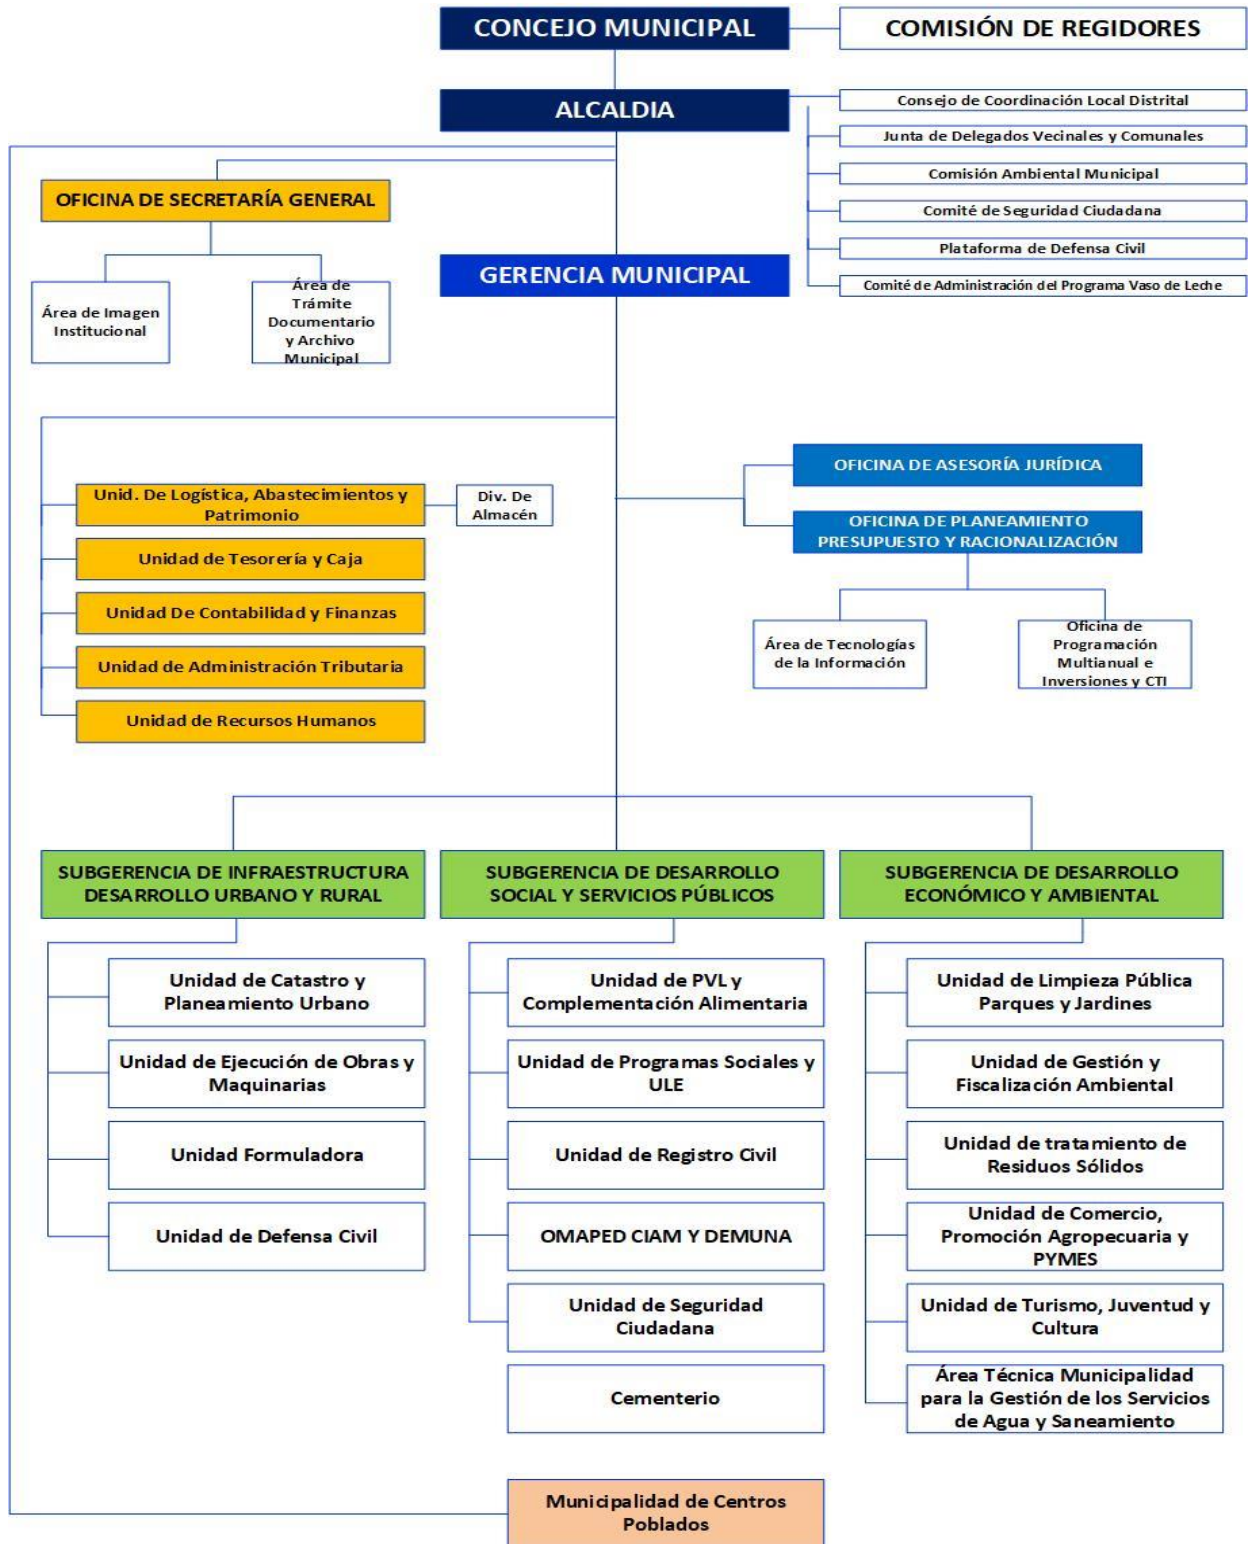 CONCEJO MUNICIPAL
COMISIÓN DE REGIDORES
ALCALDIA
Consejo de Coordinación Local Distrital
Junta de Delegados Vecinales y Comunales
Comisión Ambiental Municipal
Comité de Seguridad Ciudadana
Plataforma de Defensa Civil
Comité de Administración del Programa Vaso de Leche
OFICINA DE SECRETARÍA GENERAL
Área de Imagen
Institucional
Área de
Trámite
Documentario
y Archivo
Municipal
GERENCIA MUNICIPAL
Unid. De Logística, Abastecimientos y
Patrimonio
Div. De
Almacén
Unidad de Tesorería y Caja
Unidad De Contabilidad y Finanzas
Unidad de Administración Tributaria
Unidad de Recursos Humanos
OFICINA DE ASESORÍA JURÍDICA
OFICINA DE PLANEAMIENTO
PRESUPUESTO Y RACIONALIZACIÓN
Área de Tecnologías
de la Información
Oficina de
Programación
Multianual e
Inversiones y CTI
SUBGERENCIA DE INFRAESTRUCTURA
DESARROLLO URBANO Y RURAL
Unidad de Catastro y
Planeamiento Urbano
Unidad de Ejecución de Obras y
Maquinarias
Unidad Formuladora
Unidad de Defensa Civil
SUBGERENCIA DE DESARROLLO
SOCIAL Y SERVICIOS PÚBLICOS
Unidad de PVL y
Complementación Alimentaria
Unidad de Programas Sociales y
ULE
Unidad de Registro Civil
OMAPED CIAM Y DEMUNA
Unidad de Seguridad
Ciudadana
Cementerio
SUBGERENCIA DE DESARROLLO
ECONÓMICO Y AMBIENTAL
Unidad de Limpieza Pública
Parques y Jardines
Unidad de Gestión y
Fiscalización Ambiental
Unidad de tratamiento de
Residuos Sólidos
Unidad de Comercio,
Promoción Agropecuaria y
PYMES
Unidad de Turismo, Juventud y
Cultura
Área Técnica Municipalidad
para la Gestión de los Servicios
de Agua y Saneamiento
Municipalidad de Centros
Poblados